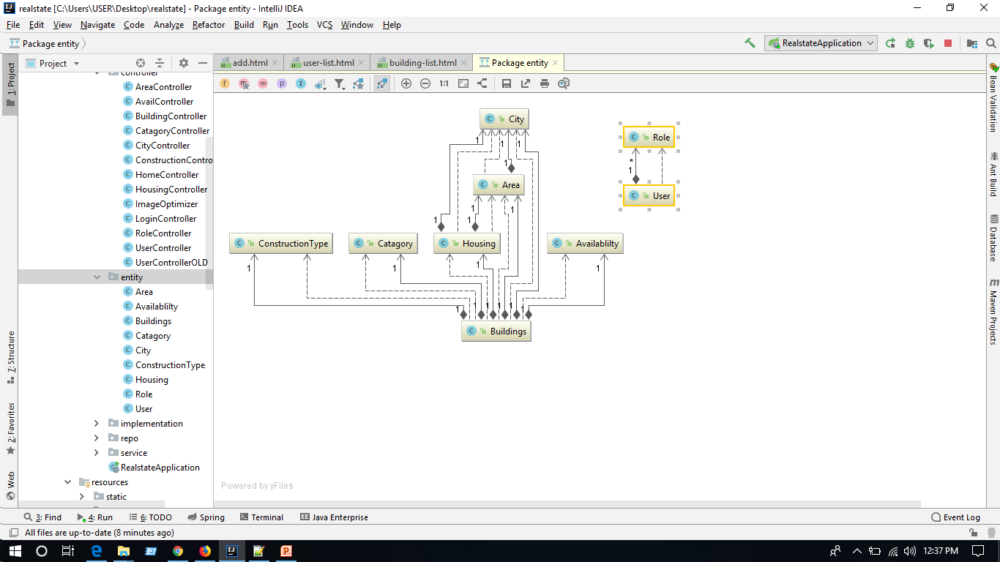 realstate [C:\Users\USER\Desktop\realstate] - Package entity - IntelliJ IDEA
File Edit View Navigate Code Analyze Refactor Build Run Tools VCS Window Help
Package entity
RealstateApplication
1: Project
Project
add.html
user-list.html
building-list.html
Package entity
1:1
controller
AreaController
AvailController
BuildingController
CatagoryController
CityController
ConstructionContro
HomeController
HousingController
ImageOptimizer
LoginController
RoleController
UserController
UserControllerOLD
entity
Area
Availablilty
Buildings
Catagory
City
ConstructionType
Housing
Role
User
implementation
repo
service
RealstateApplication
resources
static
7: Structure
2: Favorites
Web
City
1 1 1
1
Area
1 1
1 1
ConstructionType
Catagory
Housing
Availablilty
1 1 1 1
1 1 1 1 1 1
Buildings
Role
*
1
User
Powered by yFiles
Bean Validation
Ant Build
Database
Maven Projects
3: Find
4: Run
6: TODO
Spring
Terminal
Java Enterprise
Event Log
All files are up-to-date (8 minutes ago)
12:37 PM